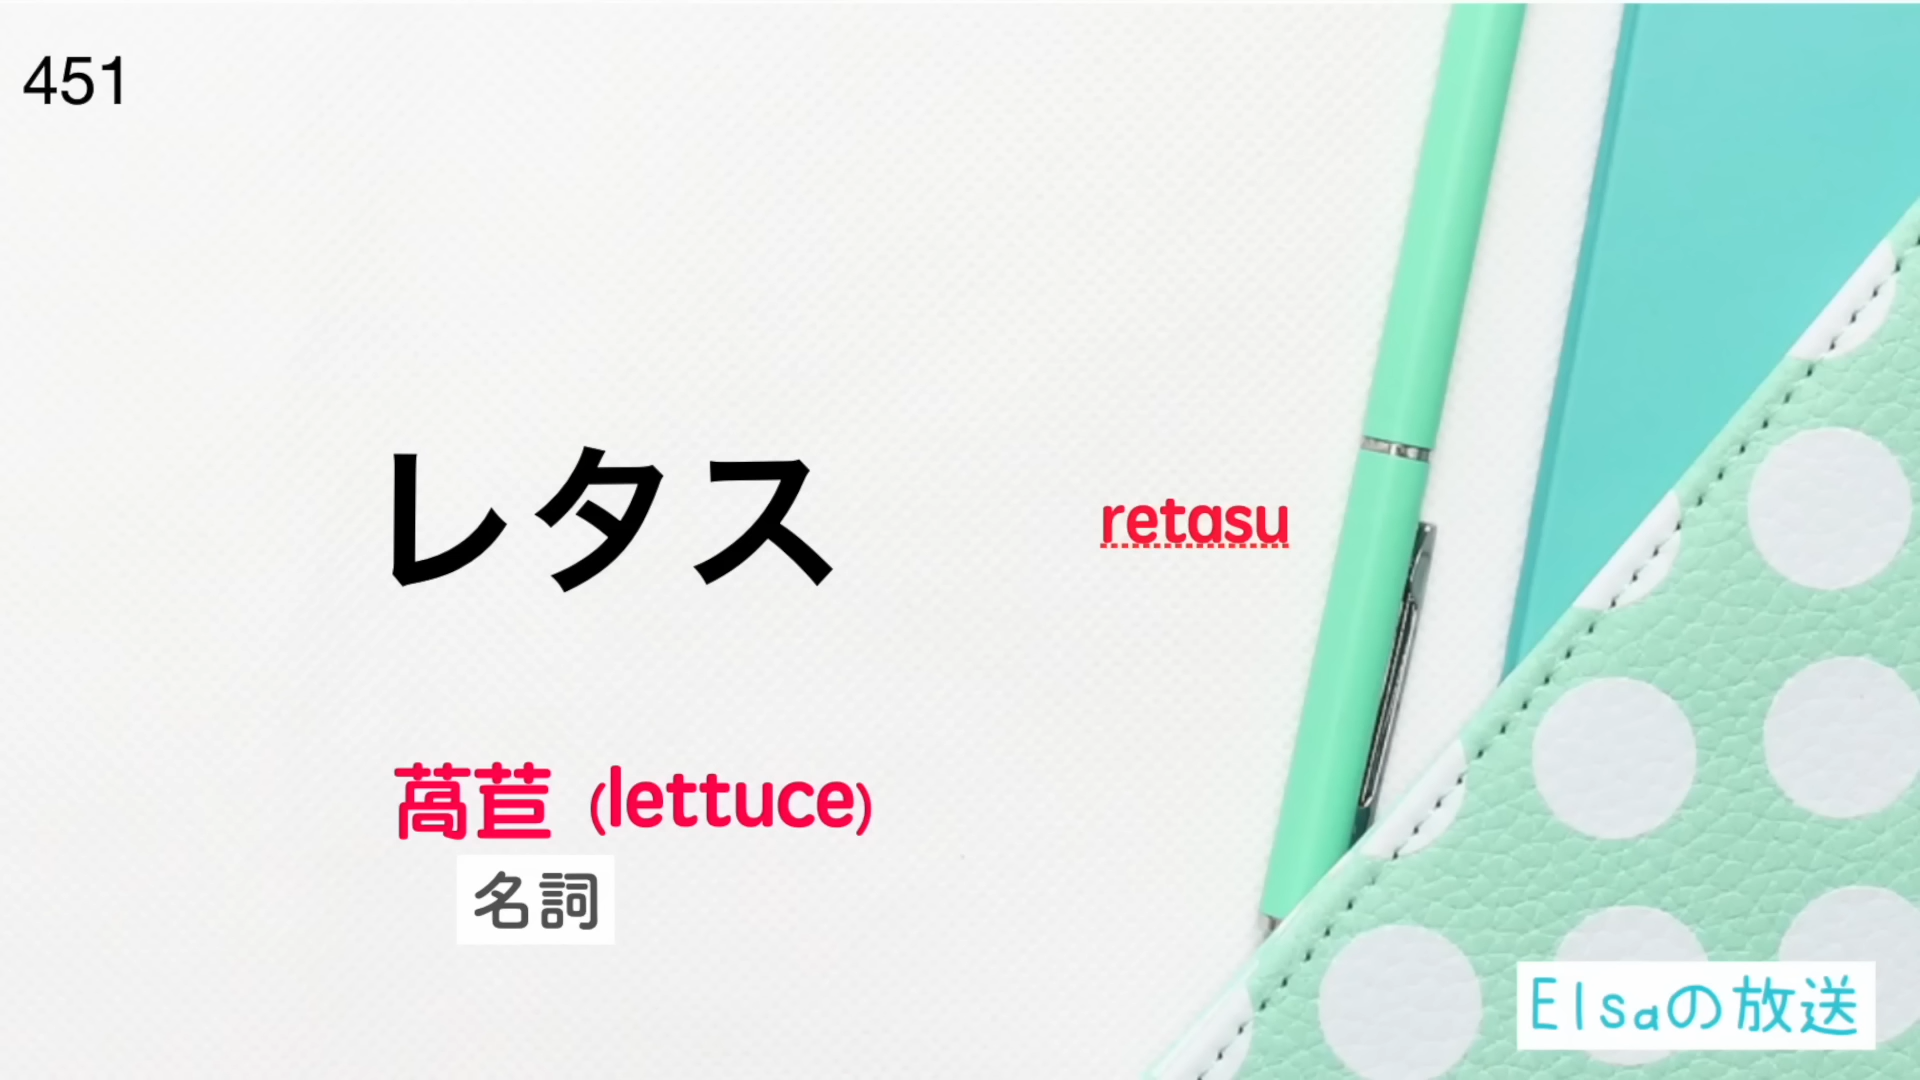 451
レタス
retasu
萵苣 (lettuce)
名詞
Elsaの放送